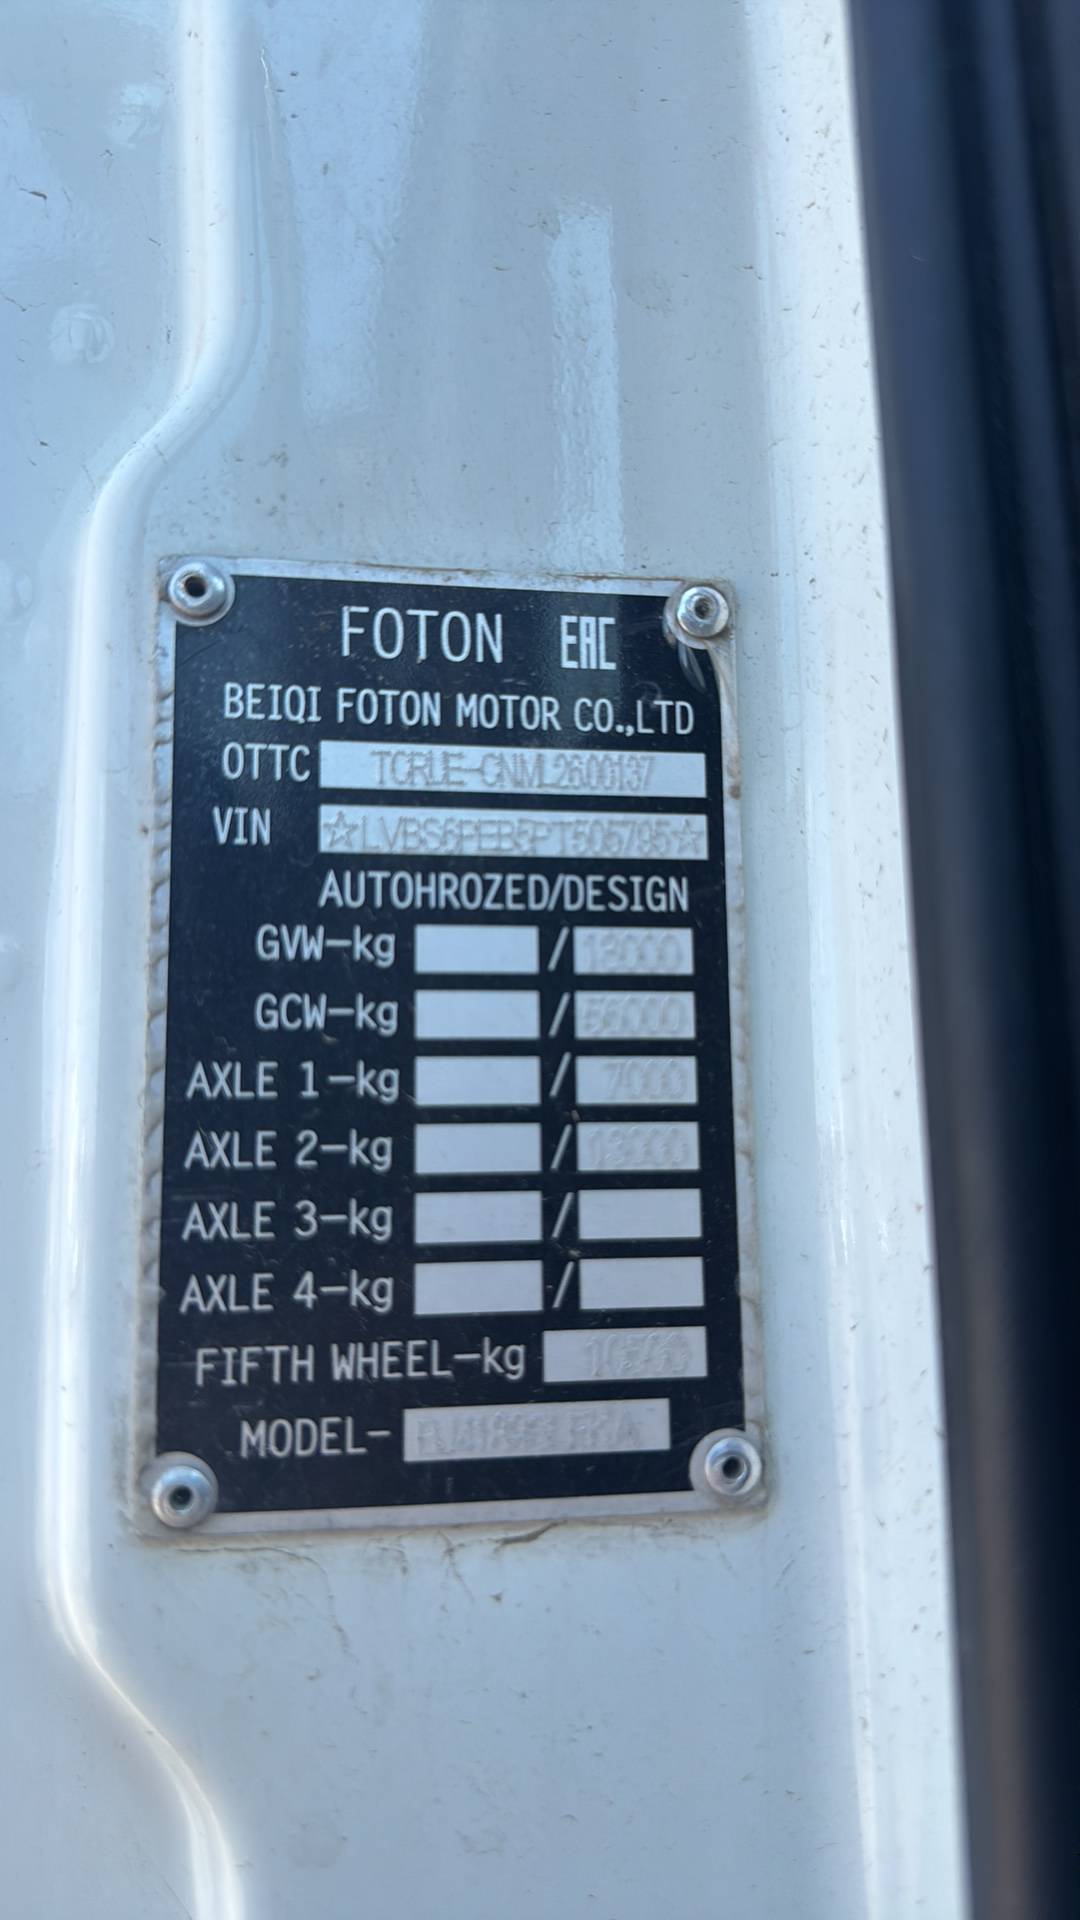 FOTON EAC
BEIQI FOTON MOTOR CO.,LTD
OTTC TCRUE-CNML2600137
VIN ☆LVBS6PEB5PT505795☆
AUTOHROZED/DESIGN
GVW-kg / 18000
GCW-kg /
AXLE 1-kg / 7000
AXLE 2-kg / 13000
AXLE 3-kg /
AXLE 4-kg /
FIFTH WHEEL-kg
MODEL-